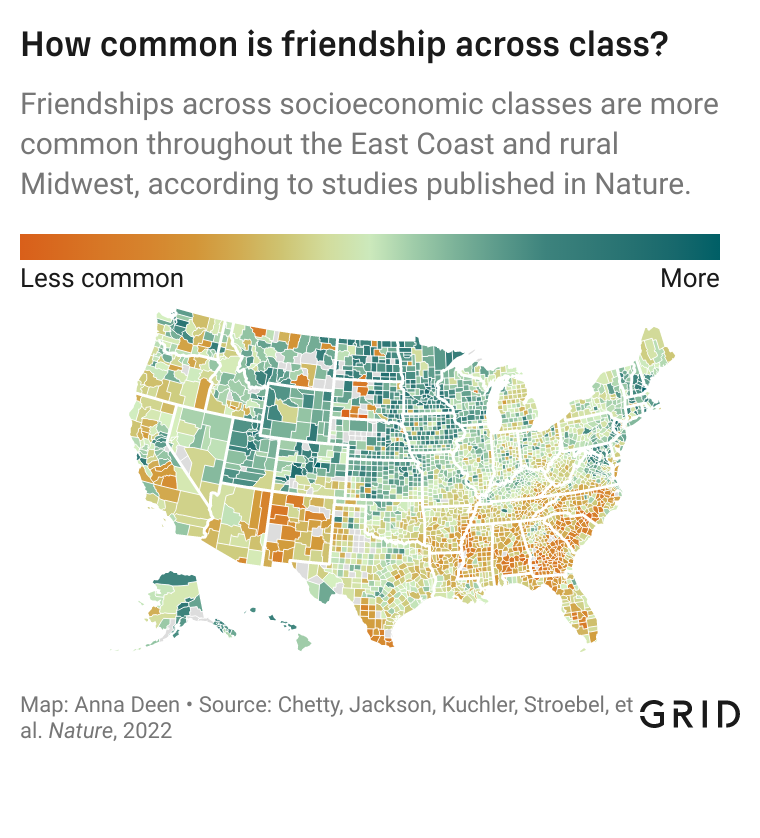 How common is friendship across class?
Friendships across socioeconomic classes are more
common throughout the East Coast and rural
Midwest, according to studies published in Nature.
Less common
More
Map: Anna Deen • Source: Chetty, Jackson, Kuchler, Stroebel, et
al. Nature, 2022
GRID